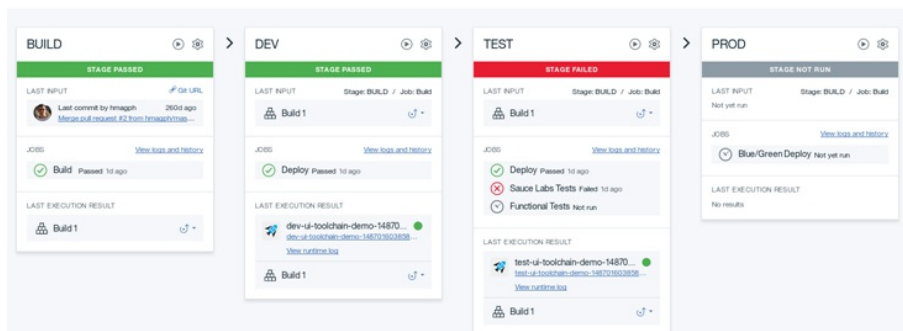 BUILD
STAGE PASSED
LAST INPUT
Git URL
Last commit by hmagph 260d ago
Merge pull request #2 from hmagph/mas...
JOBS
View logs and history
Build Passed 1d ago
LAST EXECUTION RESULT
Build 1
DEV
STAGE PASSED
LAST INPUT
Stage: BUILD / Job: Build
Build 1
JOBS
View logs and history
Deploy Passed 1d ago
LAST EXECUTION RESULT
dev-ui-toolchain-demo-14870...
dev-ui-toolchain-demo-148701603858...
View runtime log
Build 1
TEST
STAGE FAILED
LAST INPUT
Stage: BUILD / Job: Build
Build 1
JOBS
View logs and history
Deploy Passed 1d ago
Sauce Labs Tests Failed 1d ago
Functional Tests Not run
LAST EXECUTION RESULT
test-ui-toolchain-demo-14870...
test-ui-toolchain-demo-148701603858...
View runtime log
Build 1
PROD
STAGE NOT RUN
LAST INPUT
Stage: BUILD / Job: Build
Not yet run
JOBS
View logs and history
Blue/Green Deploy Not yet run
LAST EXECUTION RESULT
No results